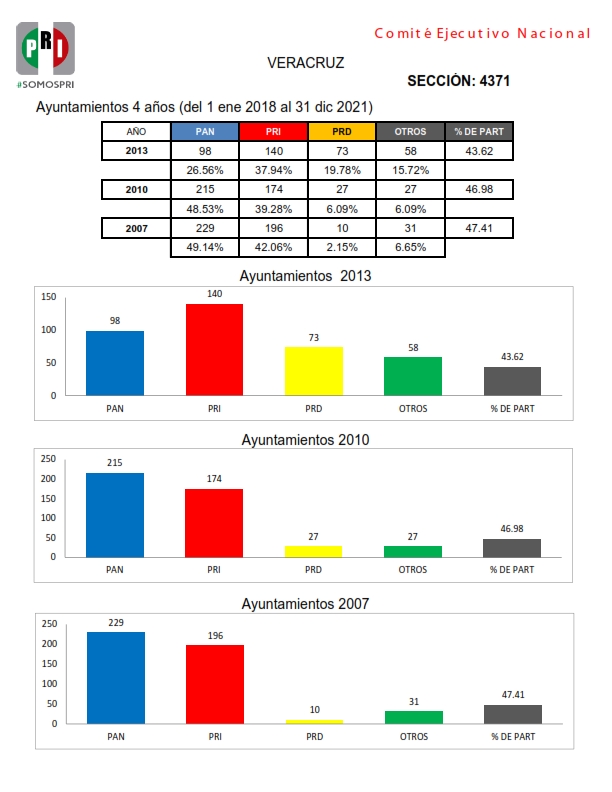 PRI
#SOMOSPRI
Comité Ejecutivo Nacional
VERACRUZ
SECCIÓN: 4371
Ayuntamientos 4 años (del 1 ene 2018 al 31 dic 2021)
AÑO PAN PRI PRD OTROS % DE PART
2013 98 140 73 58 43.62
26.56% 37.94% 19.78% 15.72%
2010 215 174 27 27 46.98
48.53% 39.28% 6.09% 6.09%
2007 229 196 10 31 47.41
49.14% 42.06% 2.15% 6.65%
Ayuntamientos 2013
150
100
50
0
98 140 73 58 43.62
PAN PRI PRD OTROS % DE PART
Ayuntamientos 2010
250
200
150
100
50
0
215 174 27 27 46.98
PAN PRI PRD OTROS % DE PART
Ayuntamientos 2007
250
200
150
100
50
0
229 196 10 31 47.41
PAN PRI PRD OTROS % DE PART